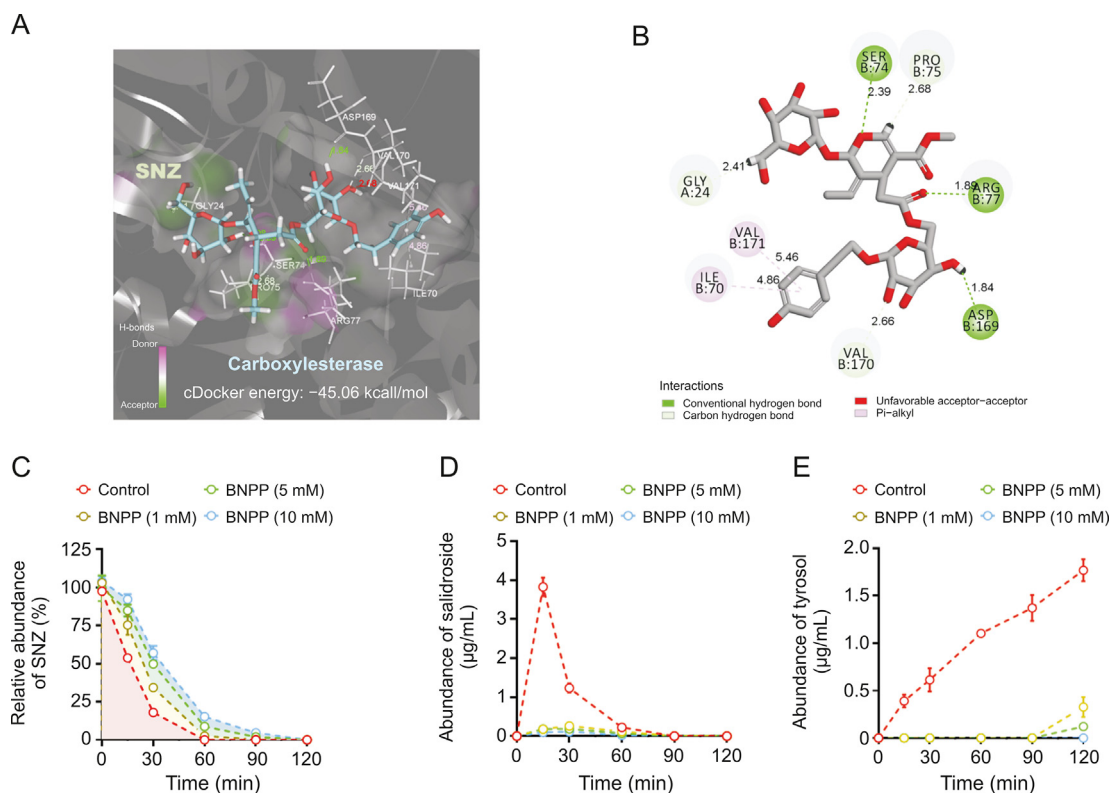 A
ASP169
VAL170
2.66
VAL171
SNZ
GLY24
5.46
4.86
SER74
PRO75
ILE70
ARG77
H-bonds
Donor
Acceptor
Carboxylesterase
cDocker energy: −45.06 kcall/mol
B
SER
B:74
PRO
B:75
2.39
2.68
2.41
GLY
A:24
1.89
ARG
B:77
VAL
B:171
5.46
ILE
B:70
4.86
1.84
ASP
B:169
2.66
VAL
B:170
Interactions
Conventional hydrogen bond
Carbon hydrogen bond
Unfavorable acceptor−acceptor
Pi−alkyl
C
Control
BNPP (5 mM)
BNPP (1 mM)
BNPP (10 mM)
Relative abundance
of SNZ (%)
125
100
75
50
25
0
0 30 60 90 120
Time (min)
D
Control
BNPP (5 mM)
BNPP (1 mM)
BNPP (10 mM)
Abundance of salidroside
(μg/mL)
5
4
3
2
1
0
0 30 60 90 120
Time (min)
E
Control
BNPP (5 mM)
BNPP (1 mM)
BNPP (10 mM)
Abundance of tyrosol
(μg/mL)
2.0
1.5
1.0
0.5
0
0 30 60 90 120
Time (min)